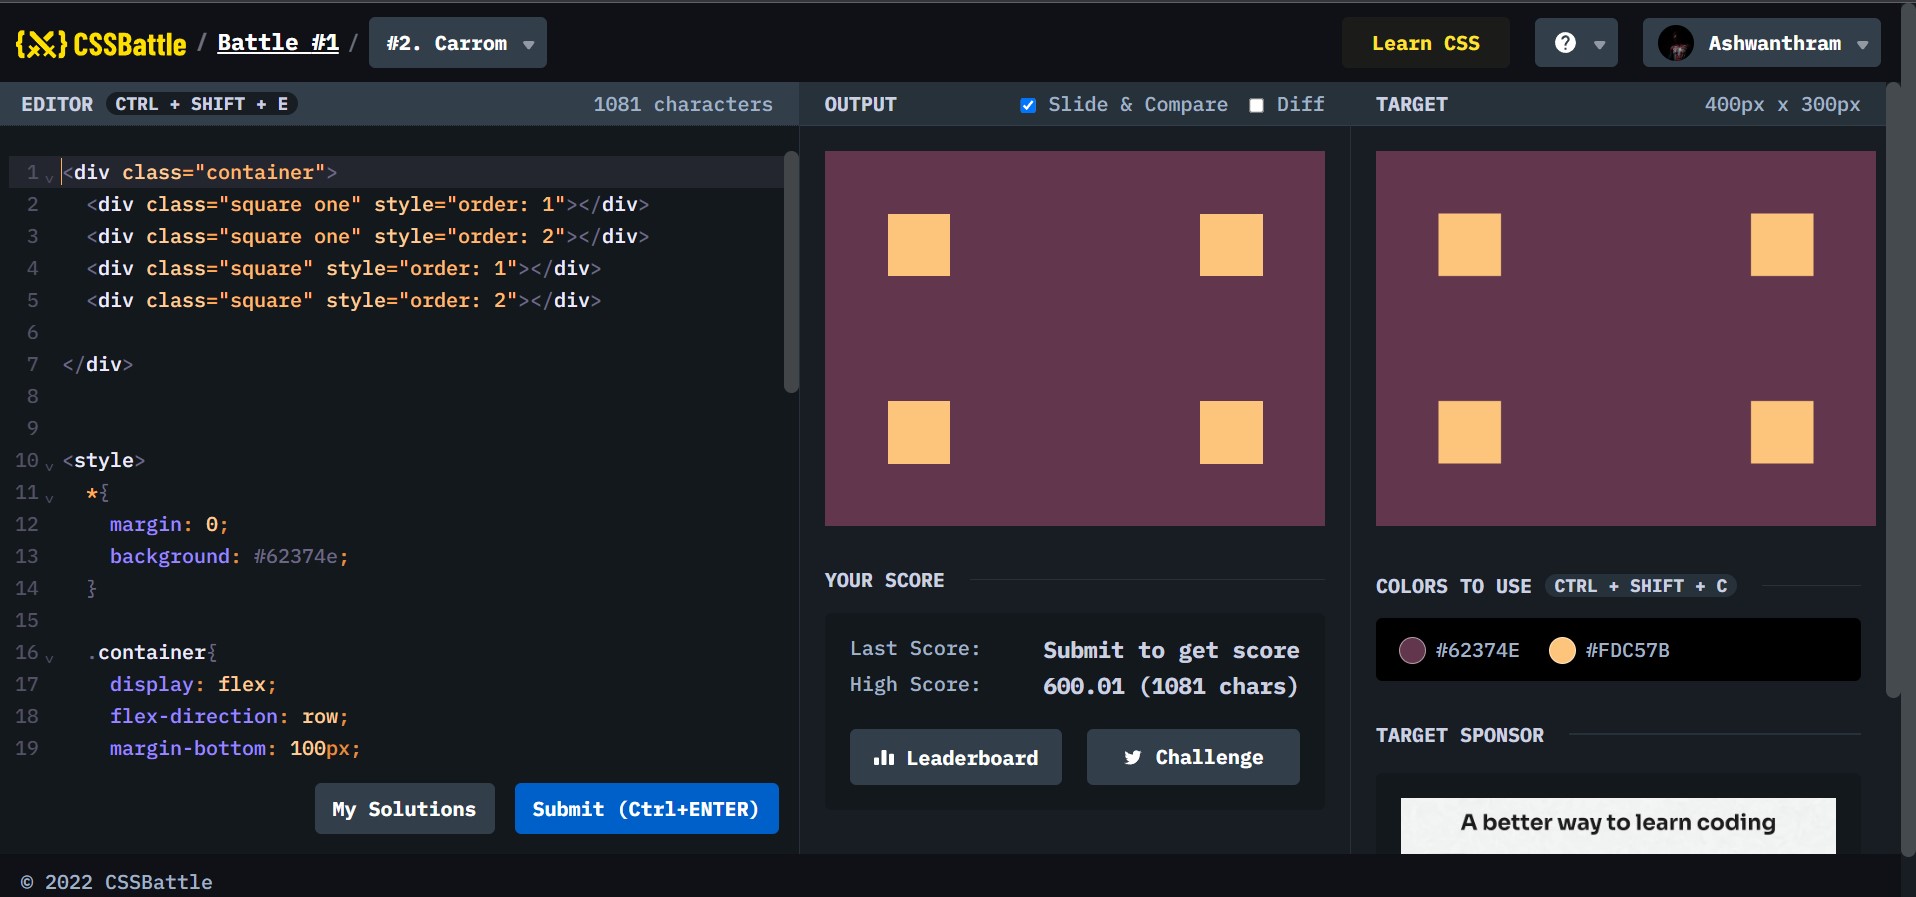 {⚔} CSSBattle / Battle #1 / #2. Carrom
Learn CSS
Ashwanthram
EDITOR CTRL + SHIFT + E 1081 characters
1 <div class="container">
2 <div class="square one" style="order: 1"></div>
3 <div class="square one" style="order: 2"></div>
4 <div class="square" style="order: 1"></div>
5 <div class="square" style="order: 2"></div>
6
7 </div>
8
9
10 <style>
11 *{
12 margin: 0;
13 background: #62374e;
14 }
15
16 .container{
17 display: flex;
18 flex-direction: row;
19 margin-bottom: 100px;
My Solutions Submit (Ctrl+ENTER)
OUTPUT Slide & Compare Diff
YOUR SCORE
Last Score: Submit to get score
High Score: 600.01 (1081 chars)
Leaderboard Challenge
TARGET 400px x 300px
COLORS TO USE CTRL + SHIFT + C
#62374E #FDC57B
TARGET SPONSOR
A better way to learn coding
© 2022 CSSBattle